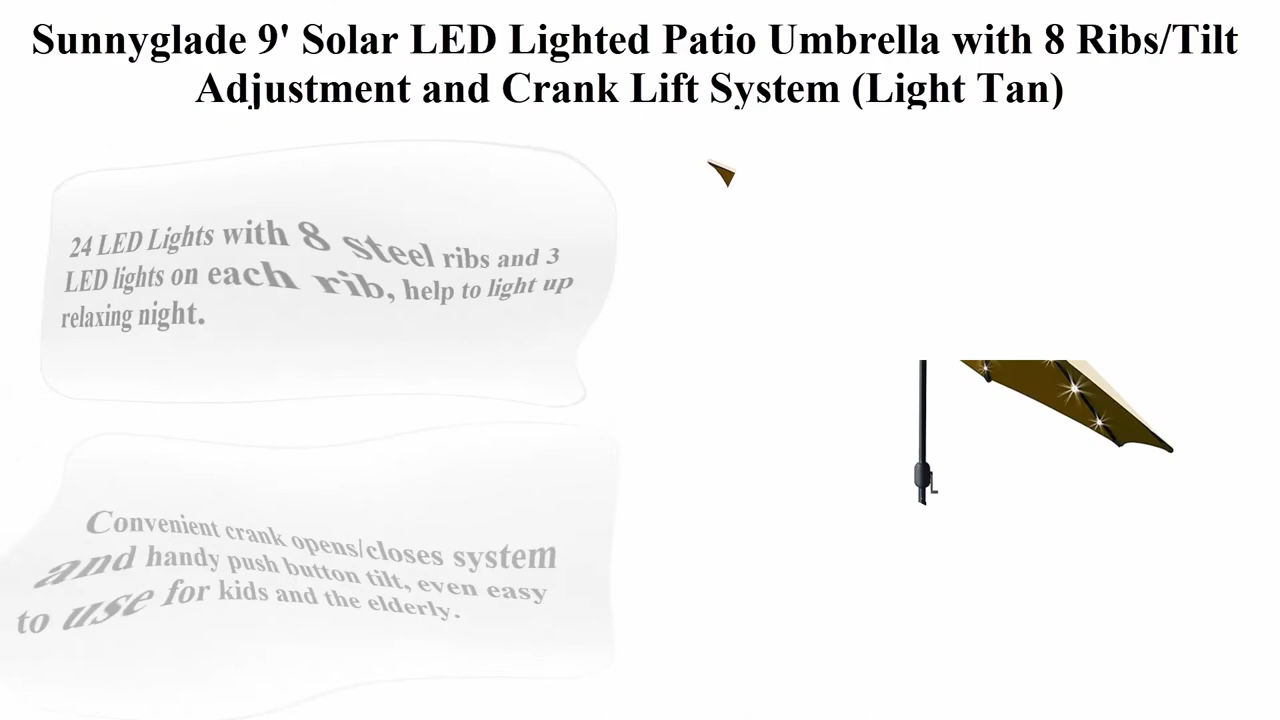 Sunnyglade 9' Solar LED Lighted Patio Umbrella with 8 Ribs/Tilt
Adjustment and Crank Lift System (Light Tan)
24 LED Lights with 8 steel ribs and 3
LED lights on each rib, help to light up
relaxing night.
Convenient crank opens/closes system
and handy push button tilt, even easy
to use for kids and the elderly.